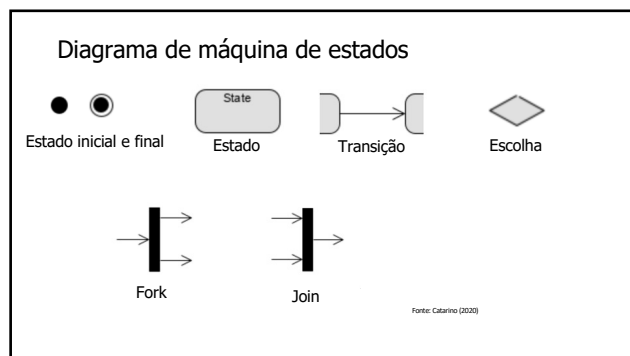 Diagrama de máquina de estados
State
Estado inicial e final
Estado
Transição
Escolha
Fork
Join
Fonte: Catarino (2020)